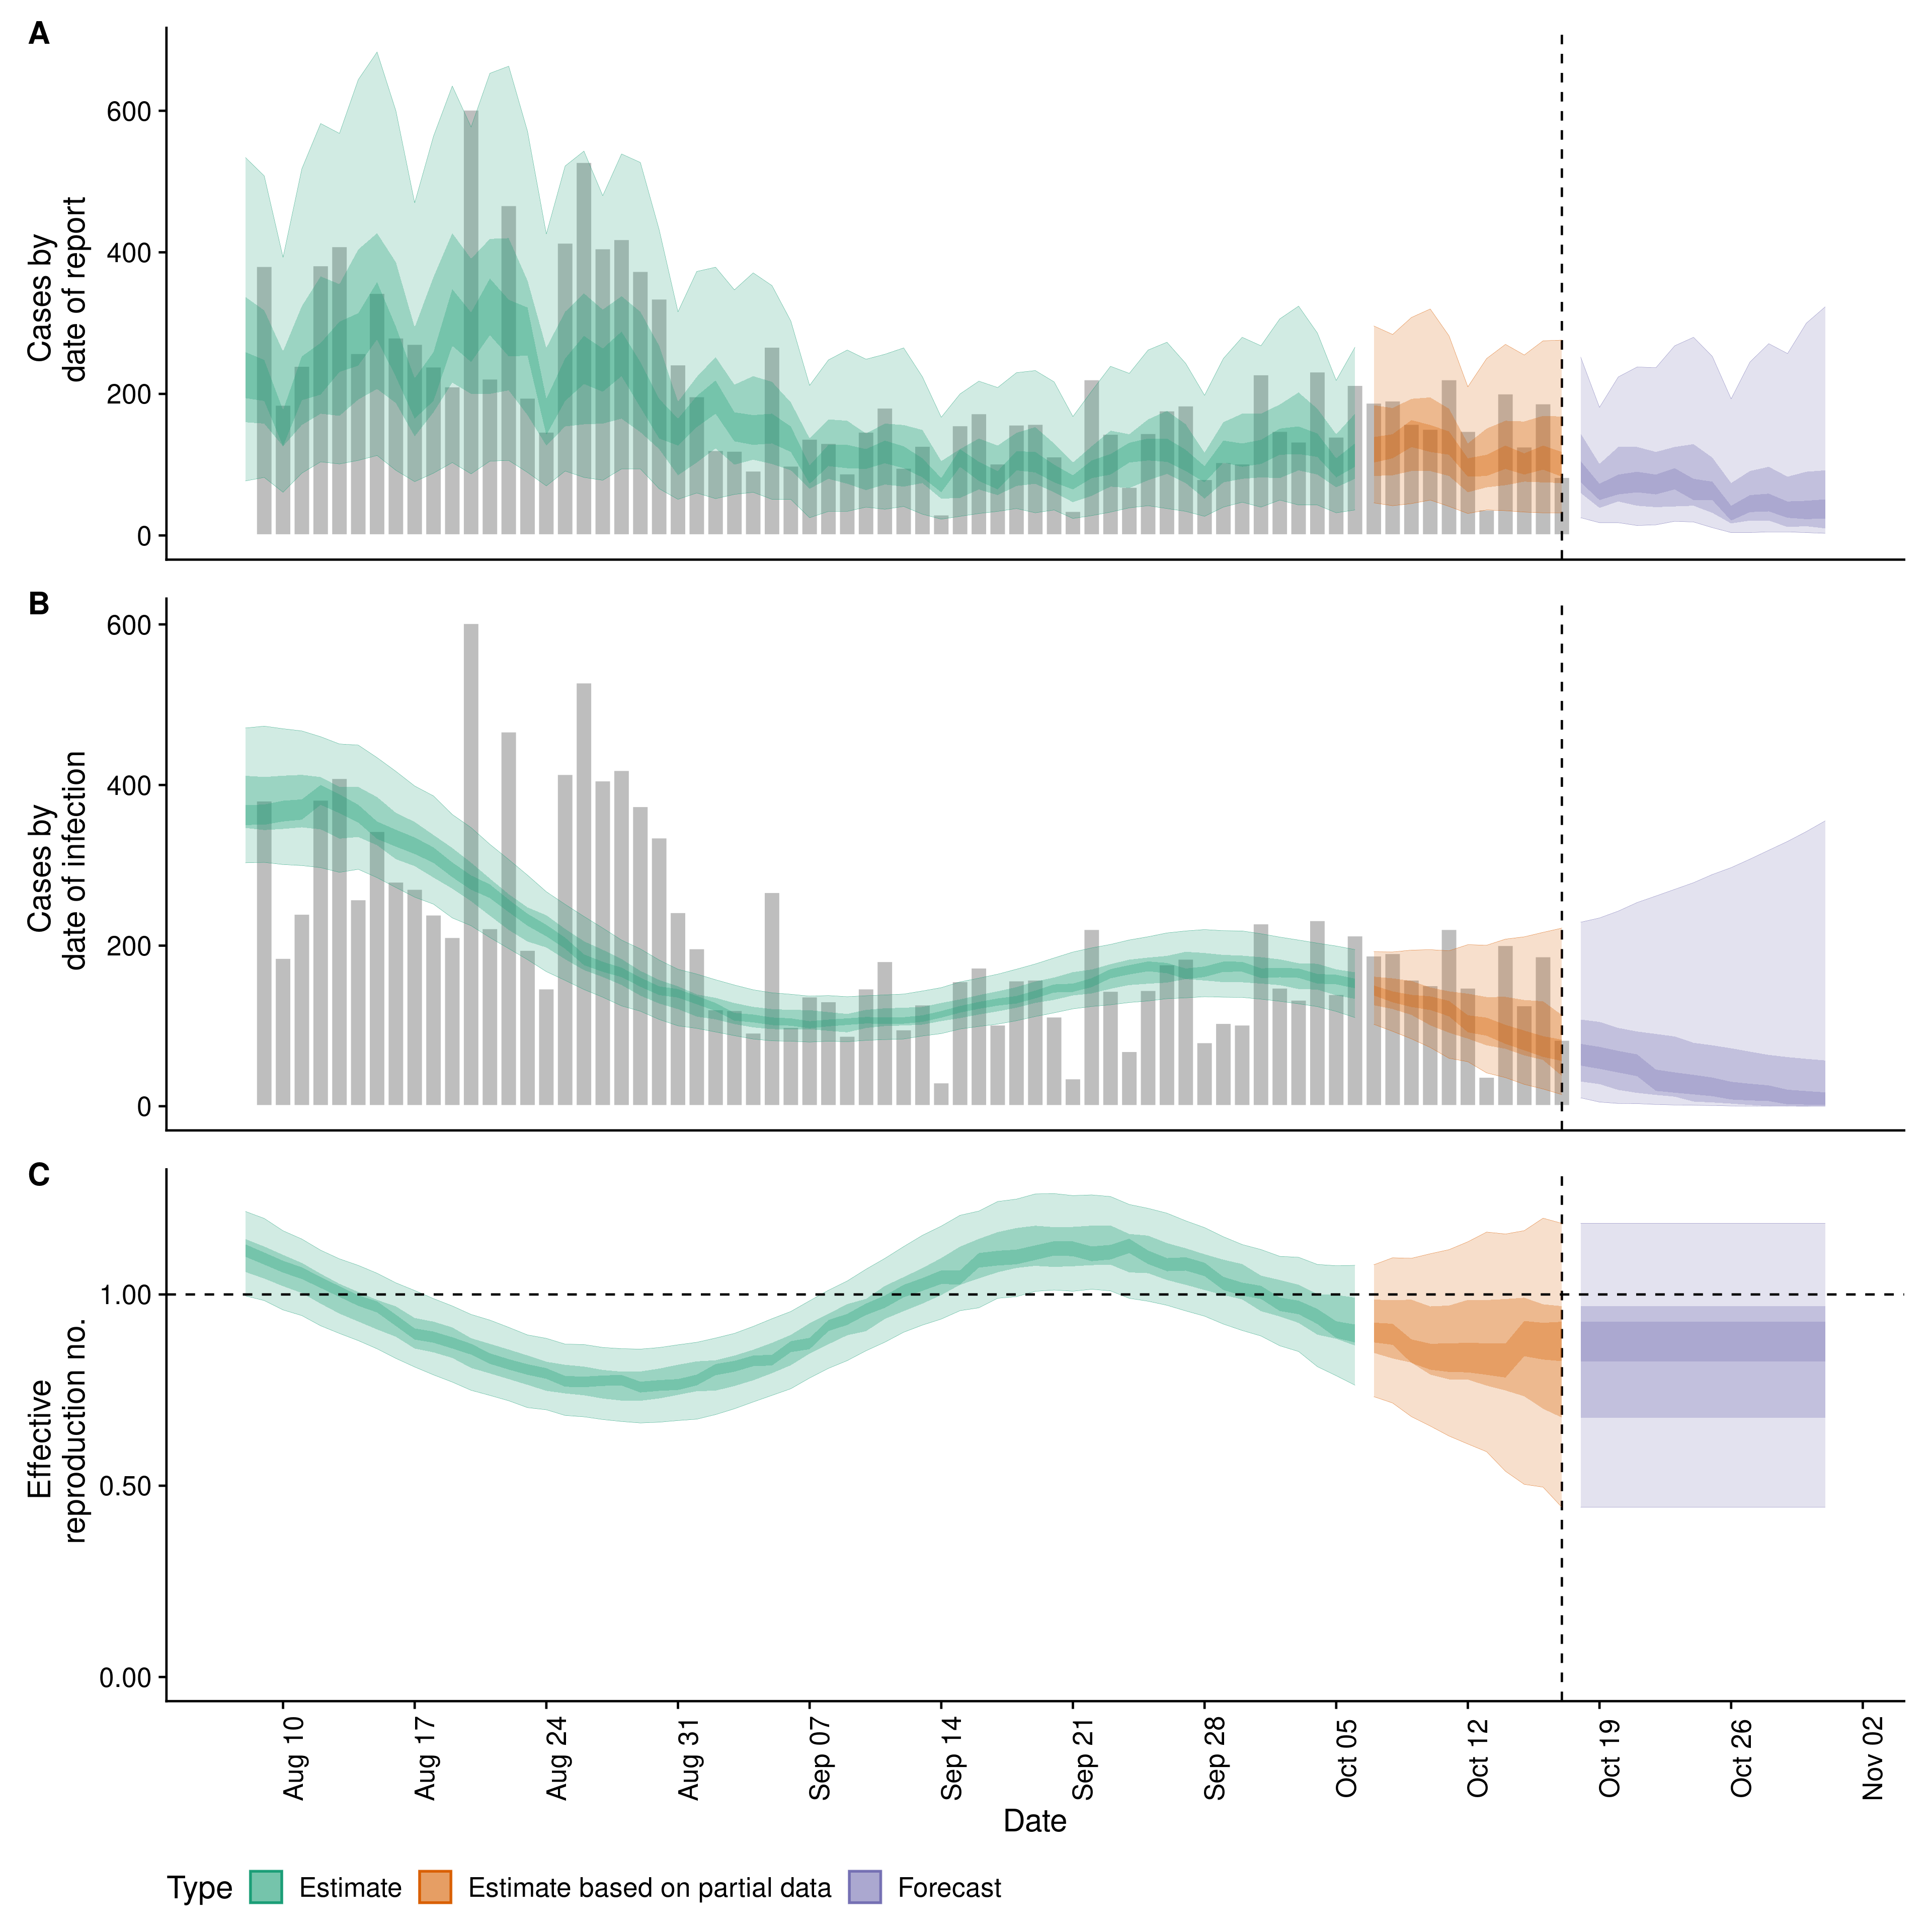 A
600
400
200
0
Cases by
date of report
B
600
400
200
0
Cases by
date of infection
C
1.00
0.50
0.00
Effective
reproduction no.
Aug 10
Aug 17
Aug 24
Aug 31
Sep 07
Sep 14
Sep 21
Sep 28
Oct 05
Oct 12
Oct 19
Oct 26
Nov 02
Date
Type Estimate Estimate based on partial data Forecast